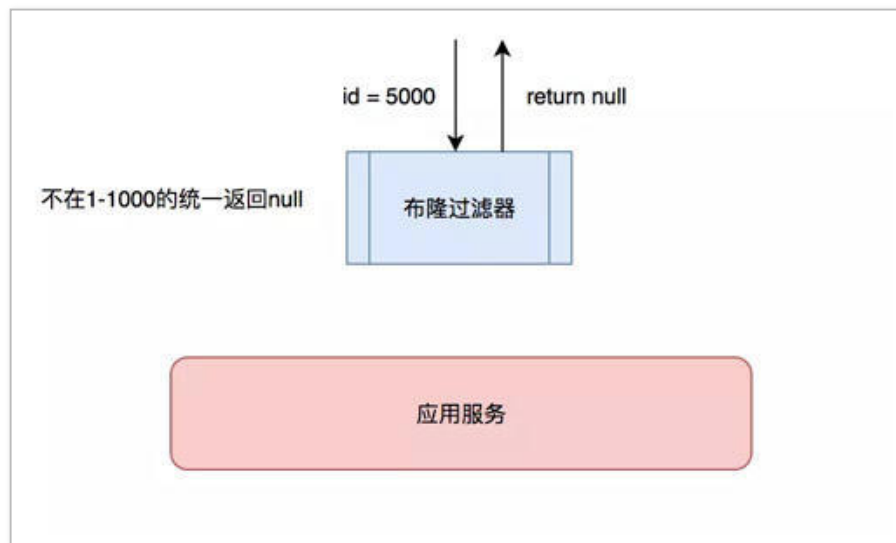 id = 5000
return null
不在1-1000的统一返回null
布隆过滤器
应用服务